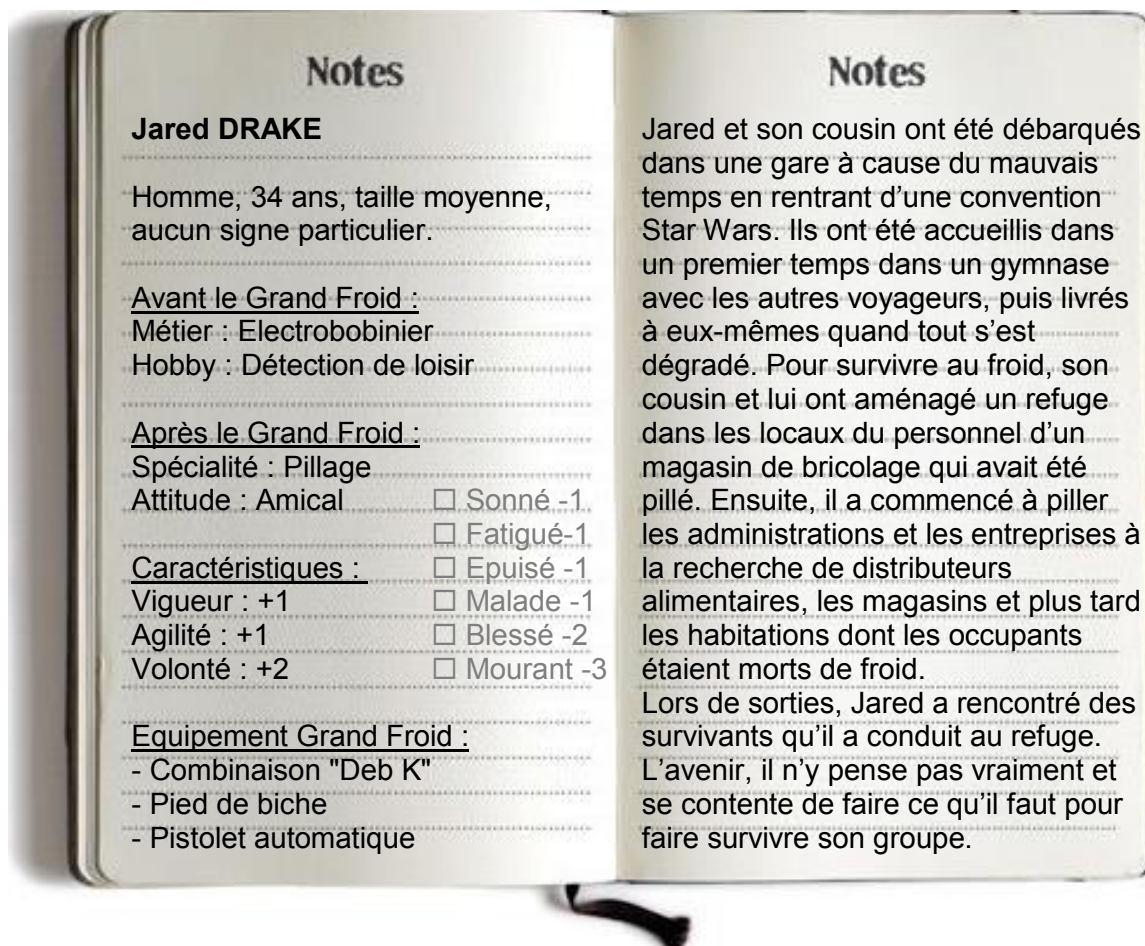 Notes
Jared DRAKE
Homme, 34 ans, taille moyenne,
aucun signe particulier.
Avant le Grand Froid :
Métier : Electrobobinier
Hobby : Détection de loisir
Après le Grand Froid :
Spécialité : Pillage
Attitude : Amical ☐ Sonné -1
☐ Fatigué-1
Caractéristiques : ☐ Epuisé -1
Vigueur : +1 ☐ Malade -1
Agilité : +1 ☐ Blessé -2
Volonté : +2 ☐ Mourant -3
Equipement Grand Froid :
- Combinaison "Deb K"
- Pied de biche
- Pistolet automatique
Notes
Jared et son cousin ont été débarqués
dans une gare à cause du mauvais
temps en rentrant d’une convention
Star Wars. Ils ont été accueillis dans
un premier temps dans un gymnase
avec les autres voyageurs, puis livrés
à eux-mêmes quand tout s’est
dégradé. Pour survivre au froid, son
cousin et lui ont aménagé un refuge
dans les locaux du personnel d’un
magasin de bricolage qui avait été
pillé. Ensuite, il a commencé à piller
les administrations et les entreprises à
la recherche de distributeurs
alimentaires, les magasins et plus tard
les habitations dont les occupants
étaient morts de froid.
Lors de sorties, Jared a rencontré des
survivants qu’il a conduit au refuge.
L’avenir, il n’y pense pas vraiment et
se contente de faire ce qu’il faut pour
faire survivre son groupe.